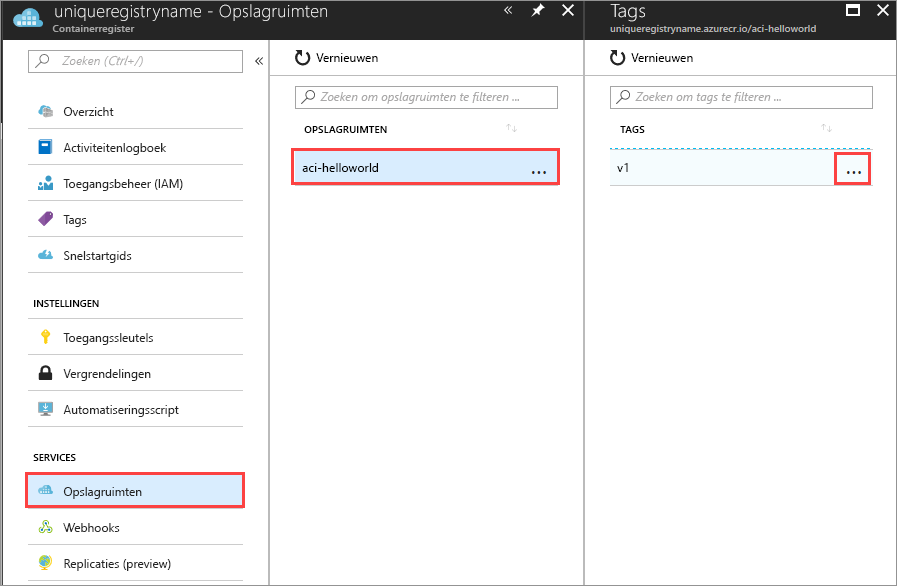 uniqueregistryname - Opslagruimten
Containerregister
Zoeken (Ctrl+/)
Overzicht
Activiteitenlogboek
Toegangsbeheer (IAM)
Tags
Snelstartgids
INSTELLINGEN
Toegangssleutels
Vergrendelingen
Automatiseringsscript
SERVICES
Opslagruimten
Webhooks
Replicaties (preview)
Vernieuwen
Zoeken om opslagruimten te filteren ...
OPSLAGRUIMTEN
aci-helloworld
Tags
uniqueregistryname.azurecr.io/aci-helloworld
Vernieuwen
Zoeken om tags te filteren ...
TAGS
v1